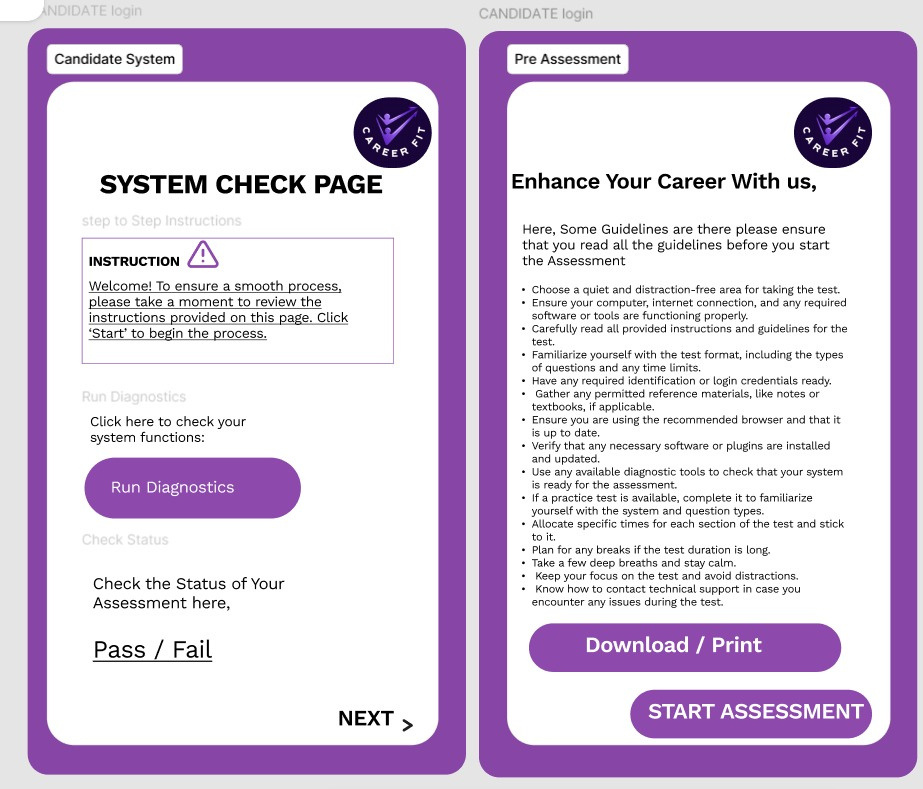 ANDIDATE login
Candidate System
CAREER FIT
SYSTEM CHECK PAGE
step to Step Instructions
INSTRUCTION
Welcome! To ensure a smooth process,
please take a moment to review the
instructions provided on this page. Click
‘Start’ to begin the process.
Run Diagnostics
Click here to check your
system functions:
Run Diagnostics
Check Status
Check the Status of Your
Assessment here,
Pass / Fail
NEXT >
CANDIDATE login
Pre Assessment
CAREER FIT
Enhance Your Career With us,
Here, Some Guidelines are there please ensure
that you read all the guidelines before you start
the Assessment
• Choose a quiet and distraction-free area for taking the test.
• Ensure your computer, internet connection, and any required
software or tools are functioning properly.
• Carefully read all provided instructions and guidelines for the
test.
• Familiarize yourself with the test format, including the types
of questions and any time limits.
• Have any required identification or login credentials ready.
• Gather any permitted reference materials, like notes or
textbooks, if applicable.
• Ensure you are using the recommended browser and that it
is up to date.
• Verify that any necessary software or plugins are installed
and updated.
• Use any available diagnostic tools to check that your system
is ready for the assessment.
• If a practice test is available, complete it to familiarize
yourself with the system and question types.
• Allocate specific times for each section of the test and stick
to it.
• Plan for any breaks if the test duration is long.
• Take a few deep breaths and stay calm.
• Keep your focus on the test and avoid distractions.
• Know how to contact technical support in case you
encounter any issues during the test.
Download / Print
START ASSESSMENT